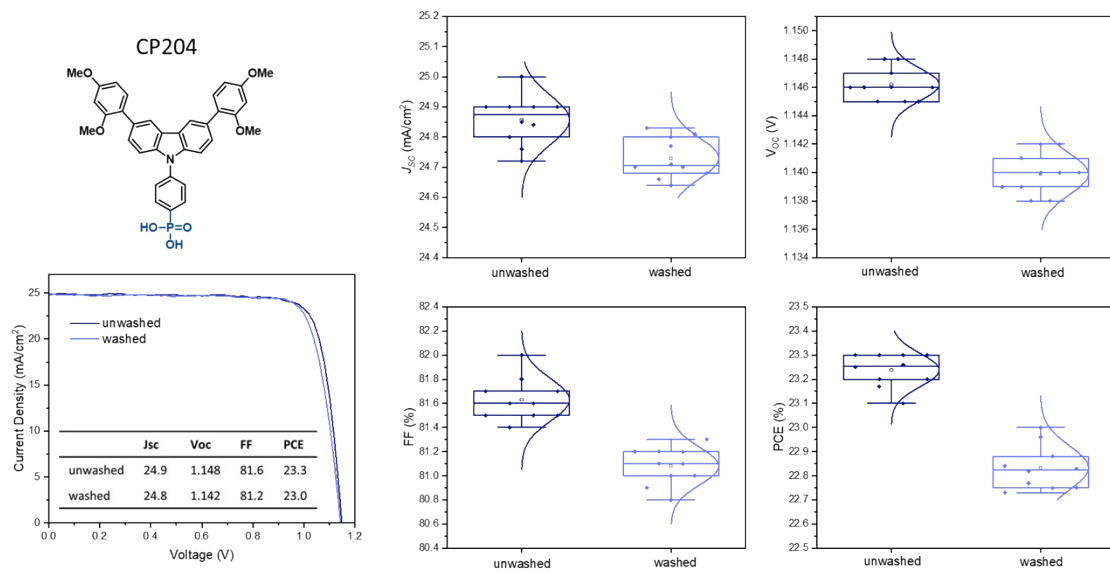 CP204
MeO
OMe
OMe
OMe
N
HO
P
O
OH
Current Density (mA/cm²)
25
20
15
10
5
0
unwashed
washed
Jsc Voc FF PCE
unwashed 24.9 1.148 81.6 23.3
washed 24.8 1.142 81.2 23.0
0.0 0.2 0.4 0.6 0.8 1.0 1.2
Voltage (V)
J_SC (mA/cm²)
25.2
25.1
25.0
24.9
24.8
24.7
24.6
24.5
24.4
unwashed washed
V_OC (V)
1.150
1.148
1.146
1.144
1.142
1.140
1.138
1.136
1.134
unwashed washed
FF (%)
82.4
82.2
82.0
81.8
81.6
81.4
81.2
81.0
80.8
80.6
80.4
unwashed washed
PCE (%)
23.5
23.4
23.3
23.2
23.1
23.0
22.9
22.8
22.7
22.6
22.5
unwashed washed